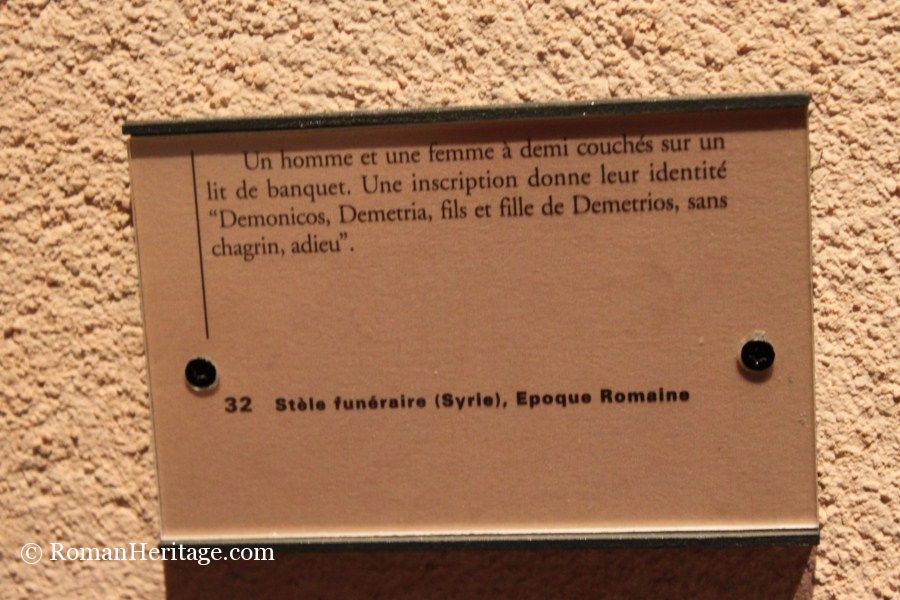 Un homme et une femme à demi couchés sur un
lit de banquet. Une inscription donne leur identité
“Demonicos, Demetria, fils et fille de Demetrios, sans
chagrin, adieu”.
32 Stèle funéraire (Syrie), Epoque Romaine
© RomanHeritage.com